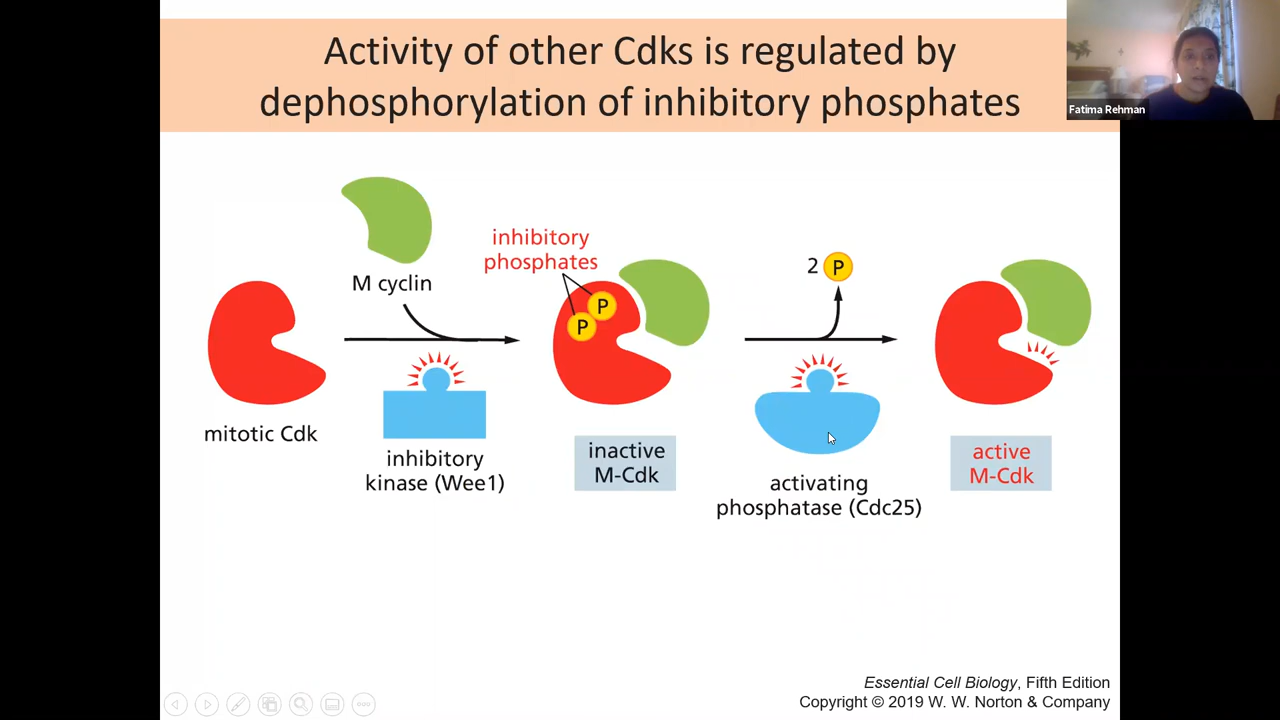 Activity of other Cdks is regulated by
dephosphorylation of inhibitory phosphates
Fatima Rehman
M cyclin
inhibitory
phosphates
P
P
2 P
mitotic Cdk
inhibitory
kinase (Wee1)
inactive
M-Cdk
activating
phosphatase (Cdc25)
active
M-Cdk
Essential Cell Biology, Fifth Edition
Copyright © 2019 W. W. Norton & Company